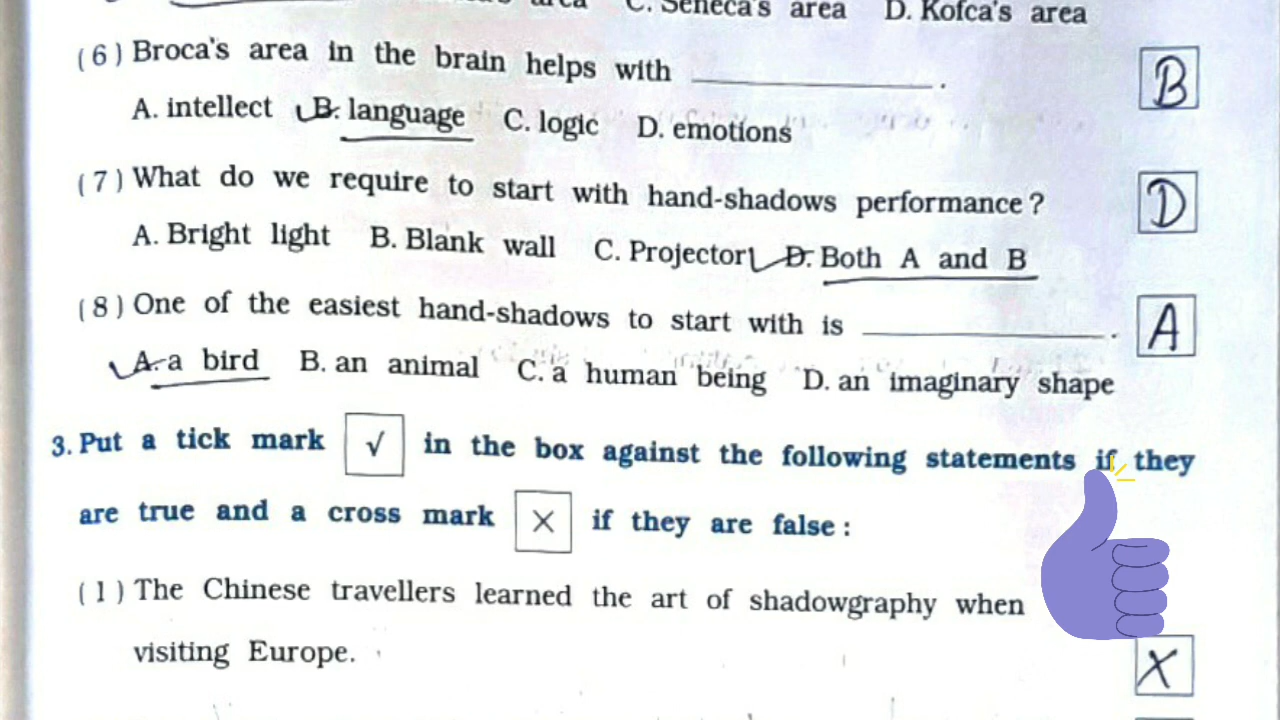 area C. Seneca's area D. Kofca's area
(6) Broca's area in the brain helps with ____________. B
A. intellect B. language C. logic D. emotions
(7) What do we require to start with hand-shadows performance? D
A. Bright light B. Blank wall C. Projector D. Both A and B
(8) One of the easiest hand-shadows to start with is ____________. A
A. a bird B. an animal C. a human being D. an imaginary shape
3. Put a tick mark √ in the box against the following statements if they
are true and a cross mark × if they are false :
(1) The Chinese travellers learned the art of shadowgraphy when
visiting Europe. X